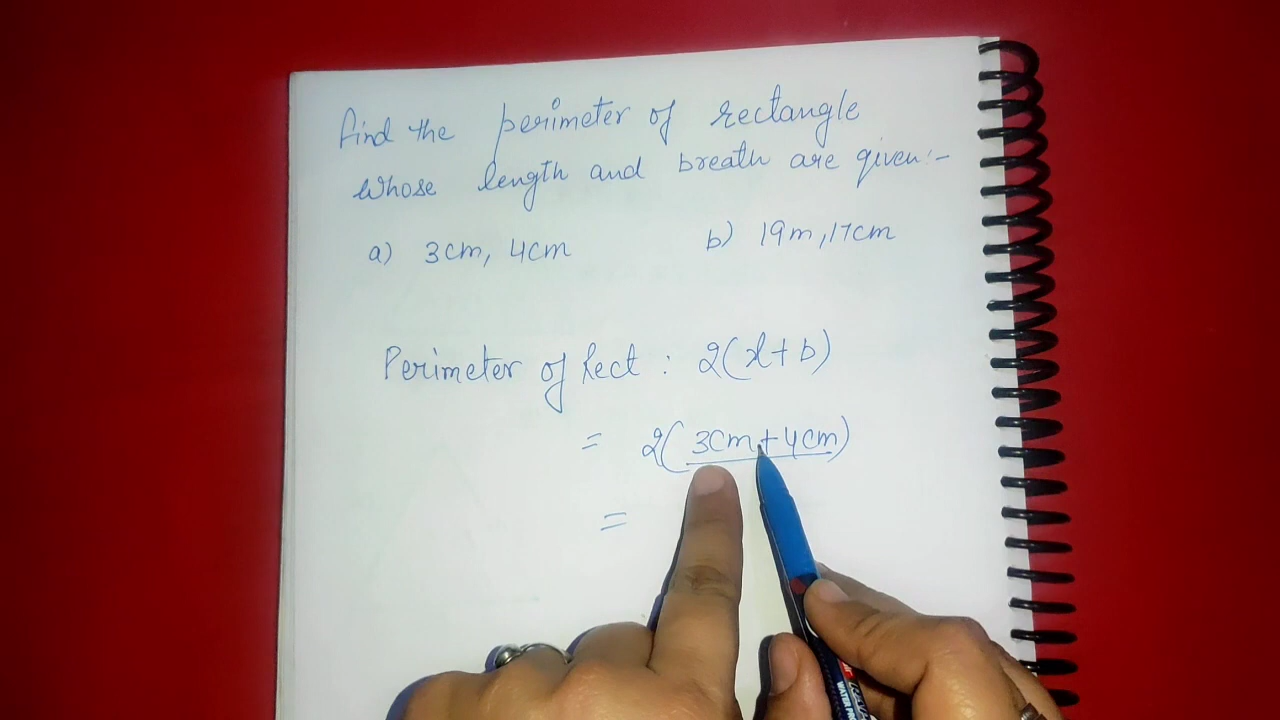 Find the perimeter of rectangle
whose length and breath are given:-
a) 3cm, 4cm b) 19m,17cm
Perimeter of Rect : 2(l+b)
= 2(3cm+4cm)
=